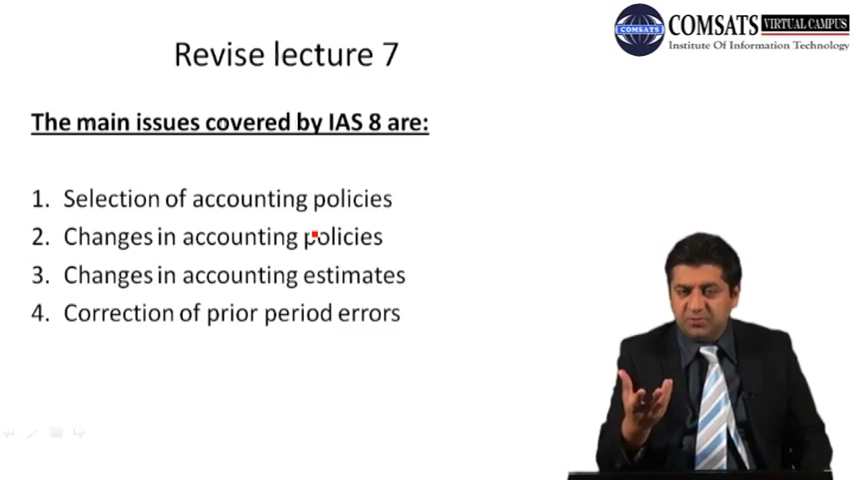 COMSATS VIRTUAL CAMPUS
COMSATS
Institute Of Information Technology
Revise lecture 7
The main issues covered by IAS 8 are:
1. Selection of accounting policies
2. Changes in accounting policies
3. Changes in accounting estimates
4. Correction of prior period errors